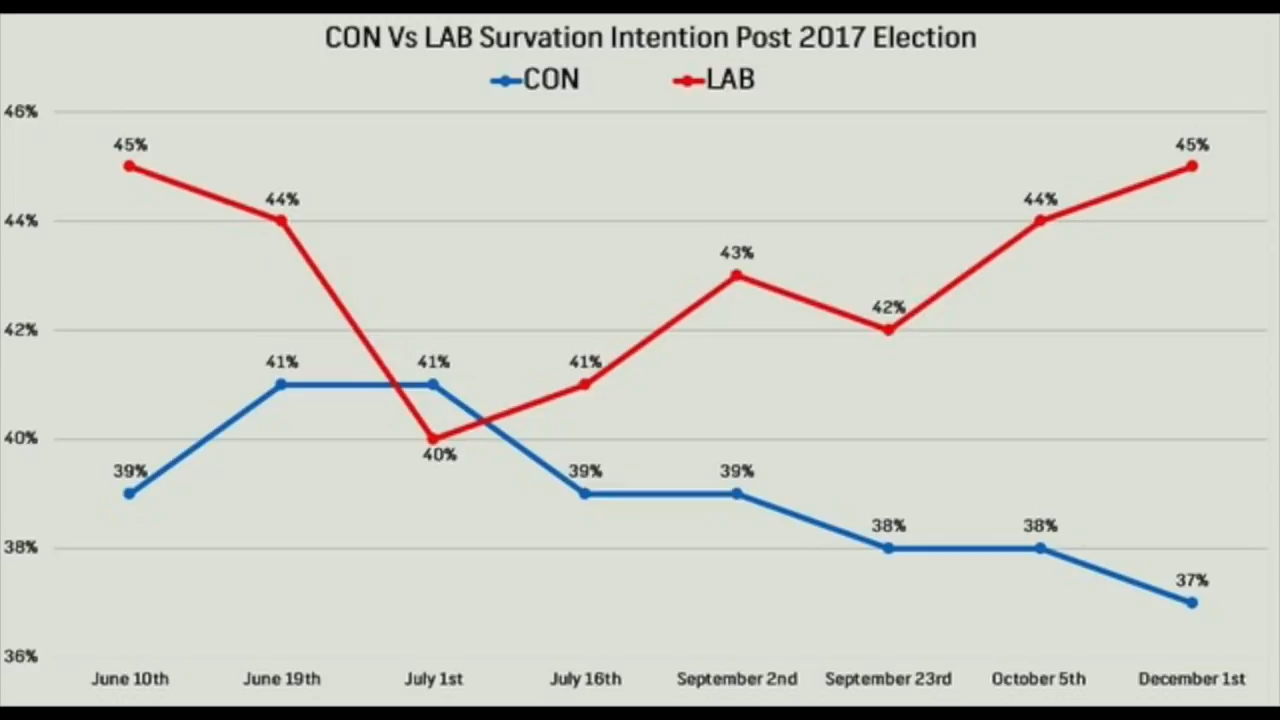 CON Vs LAB Survation Intention Post 2017 Election
CON LAB
46%
45% 45%
44% 44%
44%
43%
42%
42%
41% 41% 41%
40%
40%
39% 39% 39%
38% 38%
38%
37%
36%
June 10th June 19th July 1st July 16th September 2nd September 23rd October 5th December 1st